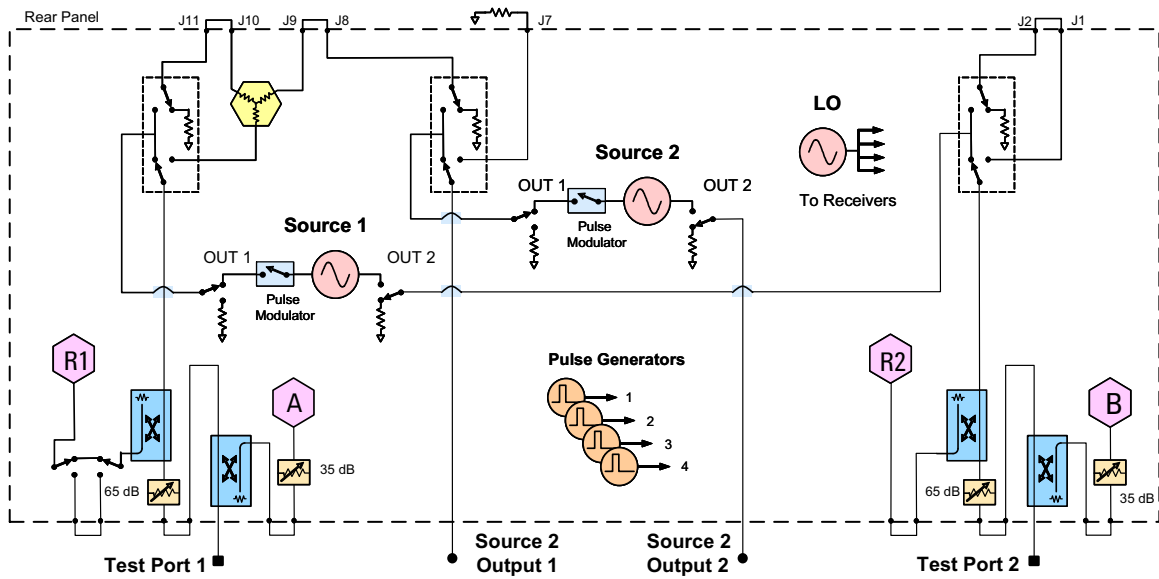 Rear Panel
J11
J10
J9
J8
J7
J2
J1
LO
To Receivers
Source 2
OUT 1
OUT 2
Pulse
Modulator
Source 1
OUT 1
OUT 2
Pulse
Modulator
R1
A
35 dB
65 dB
Pulse Generators
1
2
3
4
R2
B
65 dB
35 dB
Test Port 1
Source 2
Output 1
Source 2
Output 2
Test Port 2